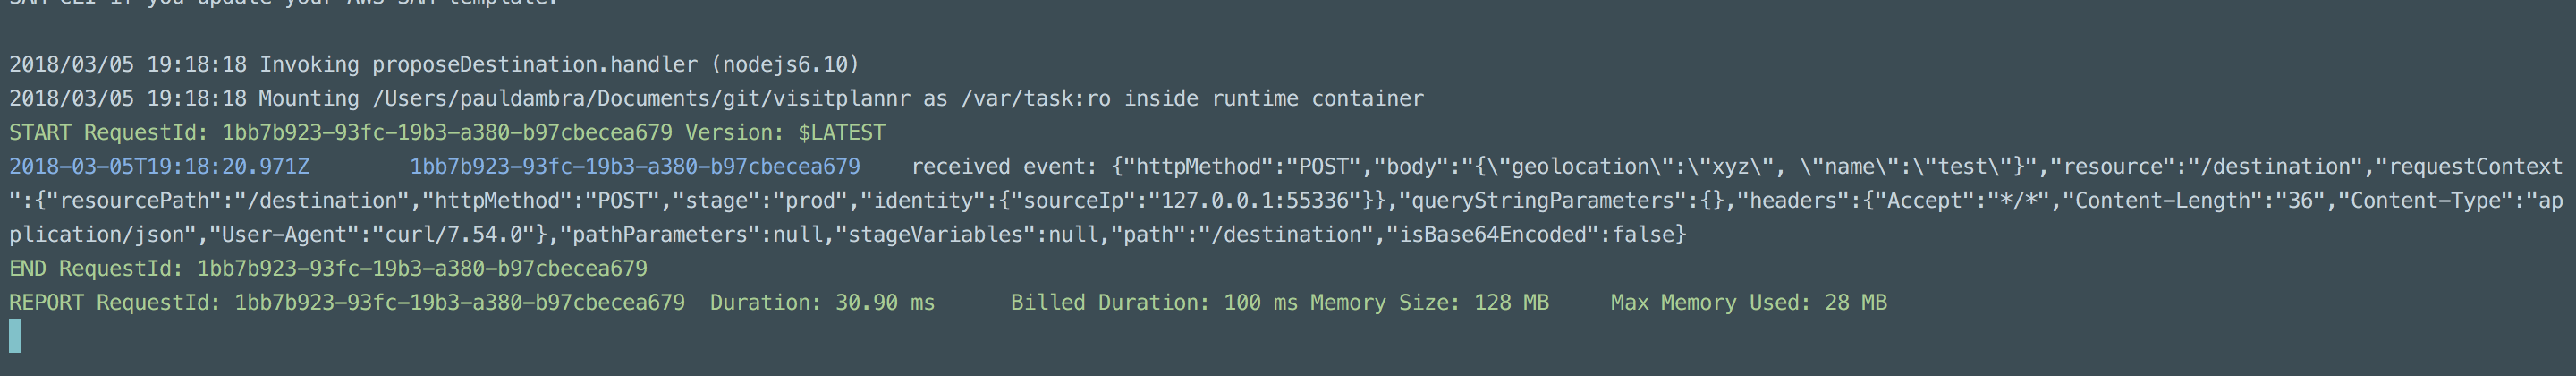 SAM CLI if you update your AWS SAM template.
2018/03/05 19:18:18 Invoking proposeDestination.handler (nodejs6.10)
2018/03/05 19:18:18 Mounting /Users/pauldambra/Documents/git/visitplannr as /var/task:ro inside runtime container
START RequestId: 1bb7b923-93fc-19b3-a380-b97cbecea679 Version: $LATEST
2018-03-05T19:18:20.971Z        1bb7b923-93fc-19b3-a380-b97cbecea679    received event: {"httpMethod":"POST","body":"{\"geolocation\":\"xyz\", \"name\":\"test\"}","resource":"/destination","requestContext
":{"resourcePath":"/destination","httpMethod":"POST","stage":"prod","identity":{"sourceIp":"127.0.0.1:55336"}},"queryStringParameters":{},"headers":{"Accept":"*/*","Content-Length":"36","Content-Type":"ap
plication/json","User-Agent":"curl/7.54.0"},"pathParameters":null,"stageVariables":null,"path":"/destination","isBase64Encoded":false}
END RequestId: 1bb7b923-93fc-19b3-a380-b97cbecea679
REPORT RequestId: 1bb7b923-93fc-19b3-a380-b97cbecea679  Duration: 30.90 ms      Billed Duration: 100 ms Memory Size: 128 MB     Max Memory Used: 28 MB